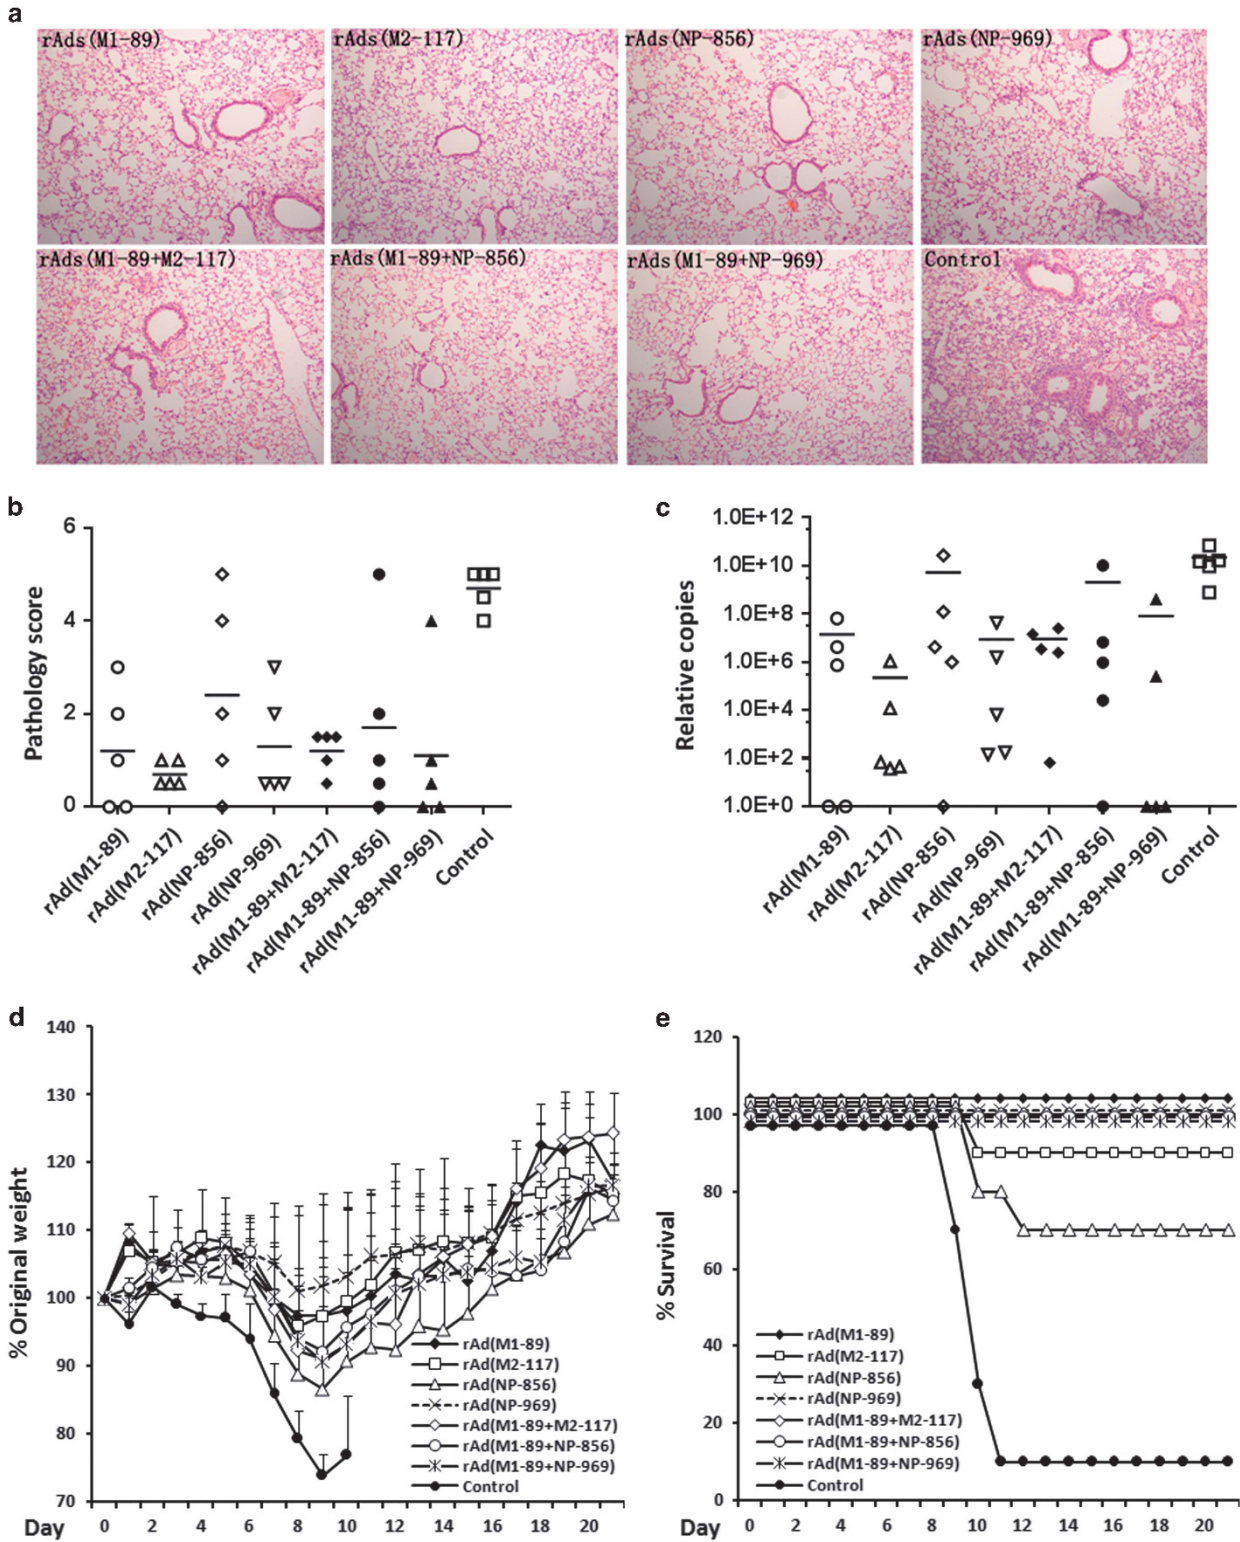 a
rAds(M1-89)
rAds(M2-117)
rAds(NP-856)
rAds(NP-969)
rAds(M1-89+M2-117)
rAds(M1-89+NP-856)
rAds(M1-89+NP-969)
Control
b
Pathology score
6
4
2
0
rAd(M1-89)
rAd(M2-117)
rAd(NP-856)
rAd(NP-969)
rAd(M1-89+M2-117)
rAd(M1-89+NP-856)
rAd(M1-89+NP-969)
Control
c
Relative copies
1.0E+12
1.0E+10
1.0E+8
1.0E+6
1.0E+4
1.0E+2
1.0E+0
rAd(M1-89)
rAd(M2-117)
rAd(NP-856)
rAd(NP-969)
rAd(M1-89+M2-117)
rAd(M1-89+NP-856)
rAd(M1-89+NP-969)
Control
d
% Original weight
140
130
120
110
100
90
80
70
rAd(M1-89)
rAd(M2-117)
rAd(NP-856)
rAd(NP-969)
rAd(M1-89+M2-117)
rAd(M1-89+NP-856)
rAd(M1-89+NP-969)
Control
Day 0 2 4 6 8 10 12 14 16 18 20
e
% Survival
120
100
80
60
40
20
0
rAd(M1-89)
rAd(M2-117)
rAd(NP-856)
rAd(NP-969)
rAd(M1-89+M2-117)
rAd(M1-89+NP-856)
rAd(M1-89+NP-969)
Control
Day 0 2 4 6 8 10 12 14 16 18 20